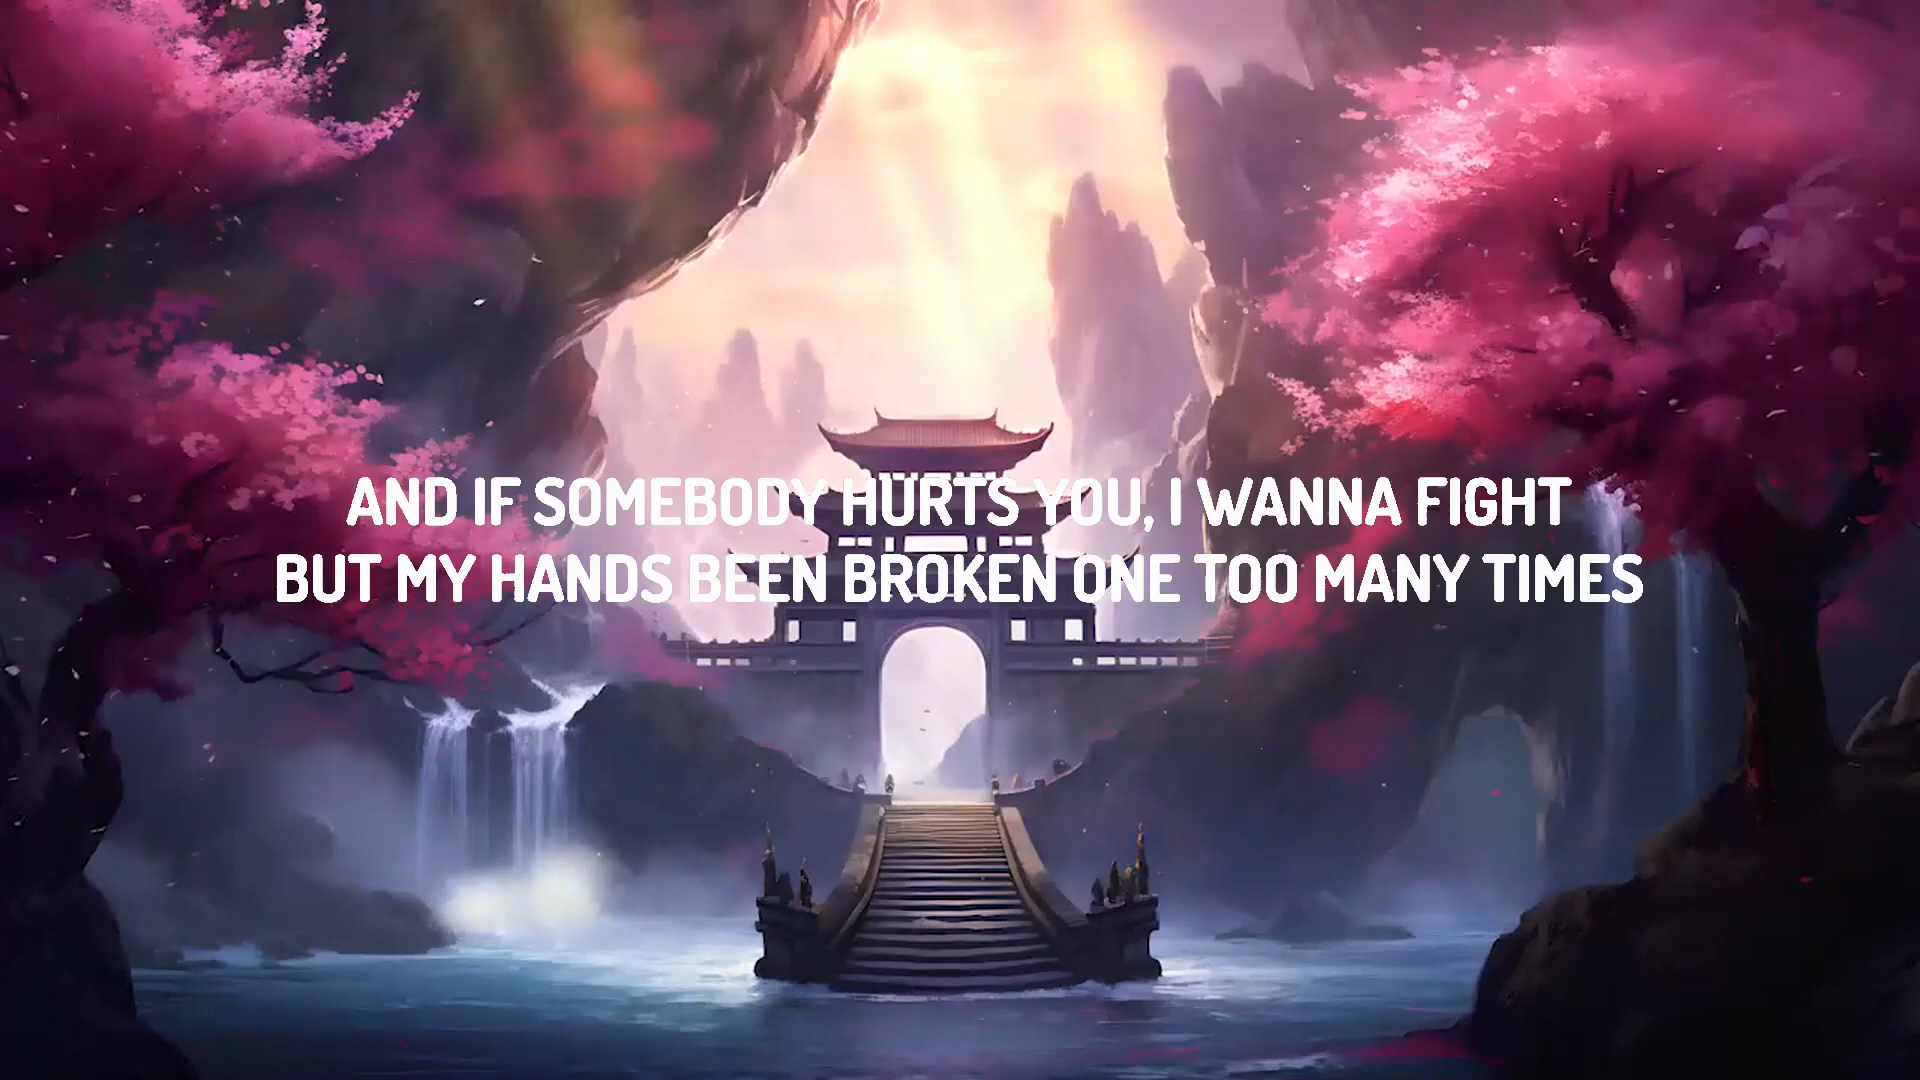 AND IF SOMEBODY HURTS YOU, I WANNA FIGHT
BUT MY HANDS BEEN BROKEN ONE TOO MANY TIMES